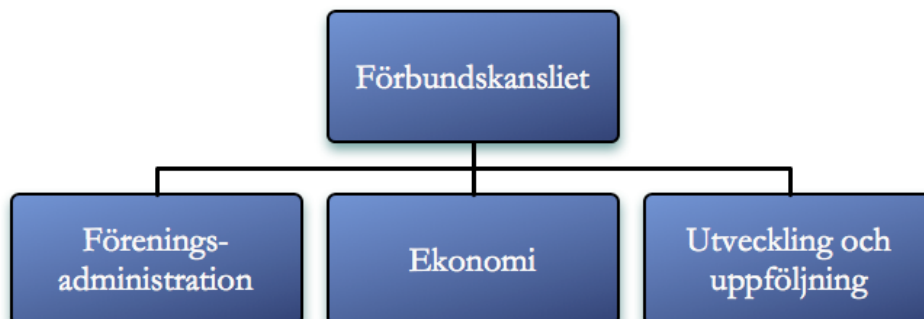 Förbundskansliet
Förenings-
administration
Ekonomi
Utveckling och
uppföljning